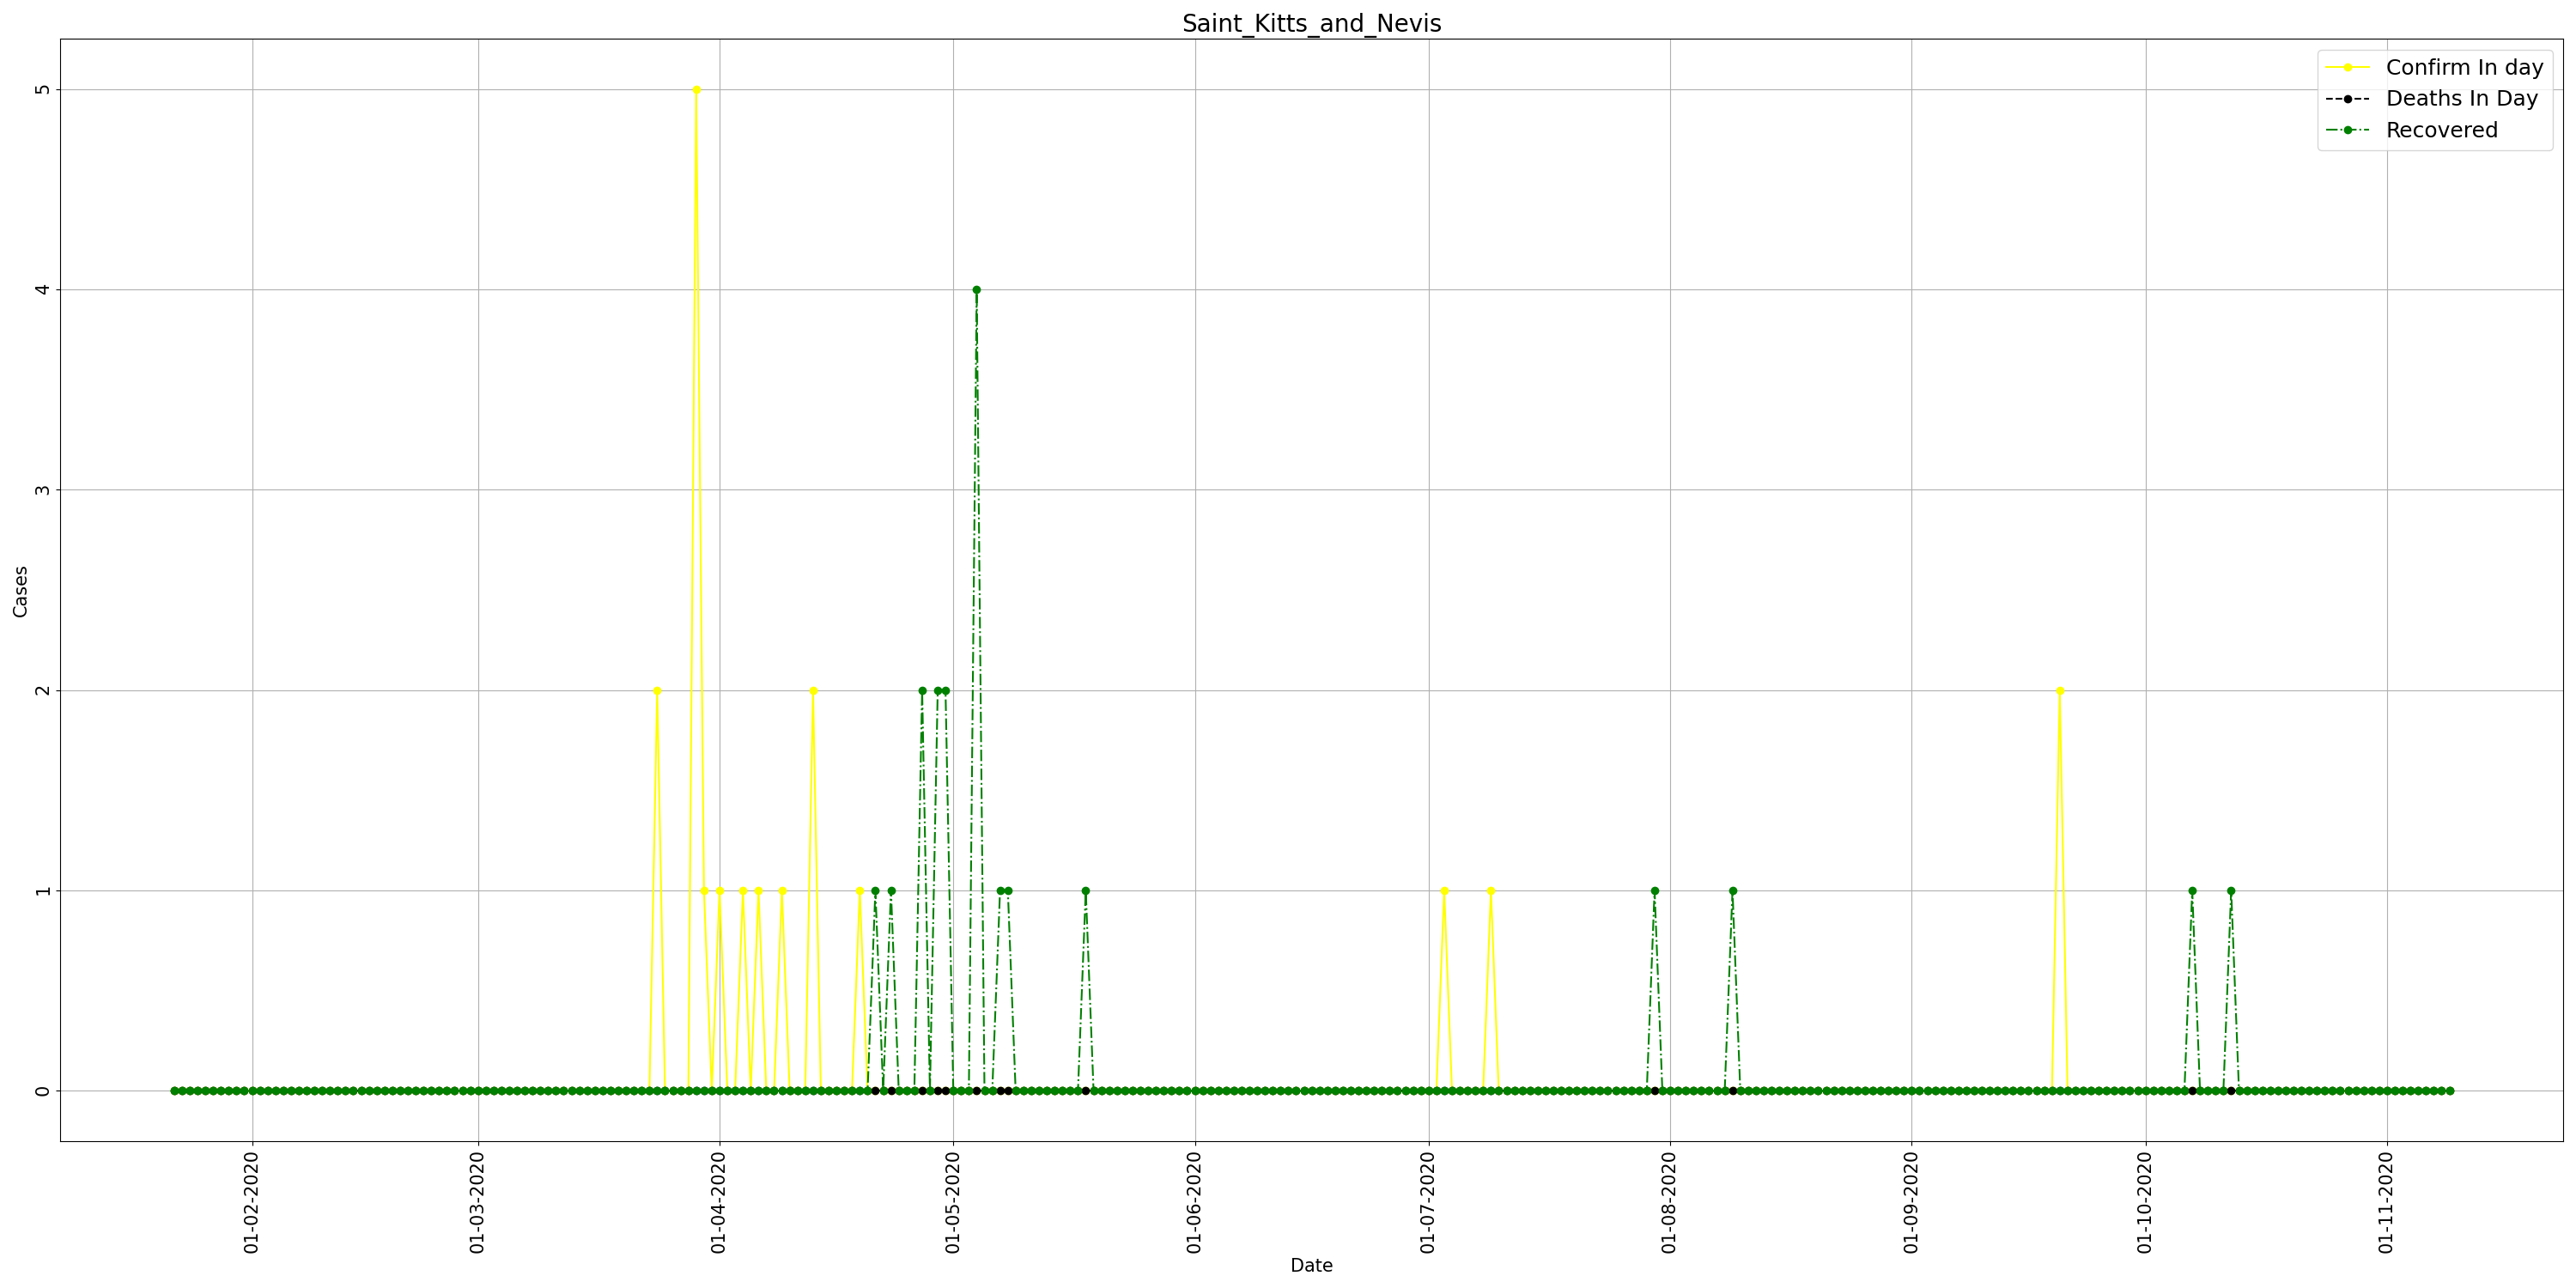 Saint_Kitts_and_Nevis
Confirm In day
Deaths In Day
Recovered
Cases
5
4
3
2
1
0
01-02-2020
01-03-2020
01-04-2020
01-05-2020
01-06-2020
01-07-2020
01-08-2020
01-09-2020
01-10-2020
01-11-2020
Date